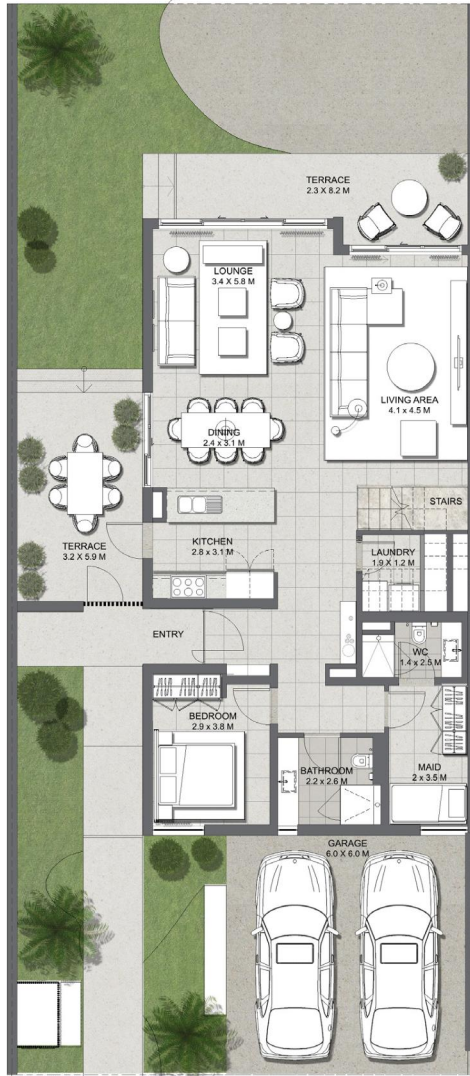 TERRACE
2.3 X 8.2 M
LOUNGE
3.4 X 5.8 M
LIVING AREA
4.1 x 4.5 M
DINING
2.4 x 3.1 M
STAIRS
KITCHEN
2.8 x 3.1 M
TERRACE
3.2 X 5.9 M
LAUNDRY
1.9 X 1.2 M
ENTRY
WC
1.4 x 2.5 M
BEDROOM
2.9 x 3.8 M
BATHROOM
2.2 x 2.6 M
MAID
2 x 3.5 M
GARAGE
6.0 X 6.0 M